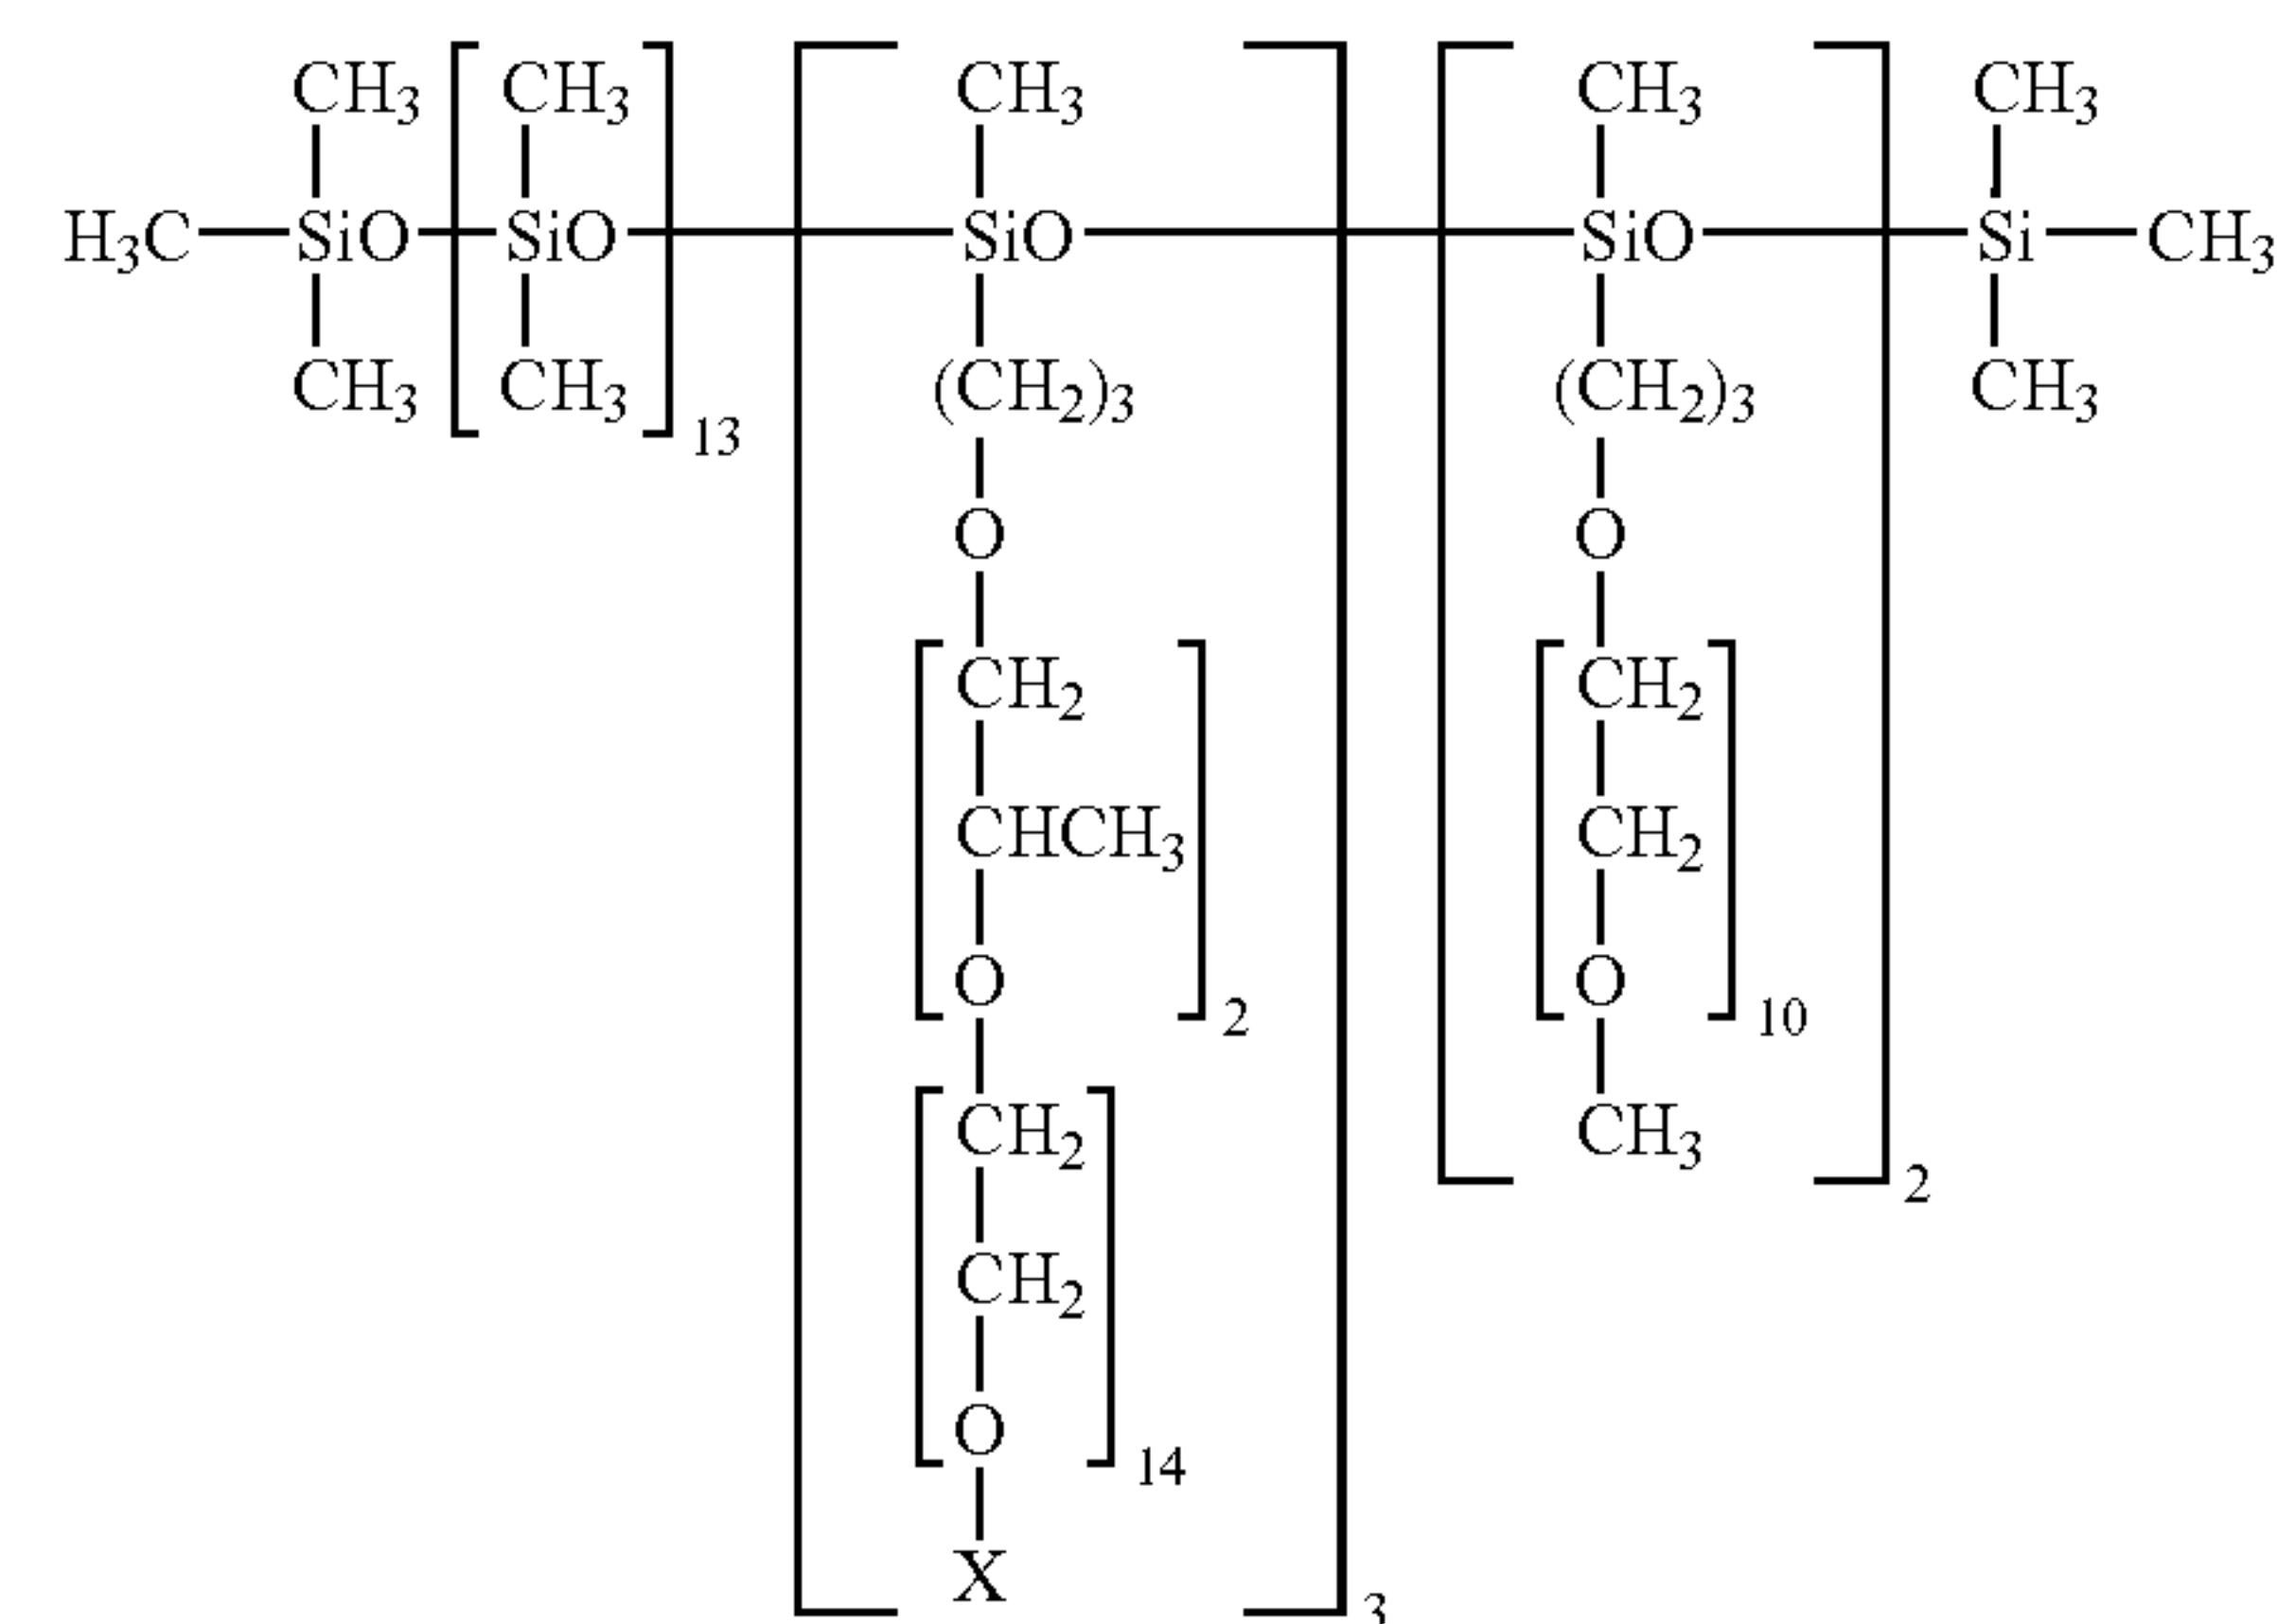 CH3 CH3 CH3 CH3 CH3
H3C SiO SiO SiO SiO Si CH3
CH3 CH3 (CH2)3 (CH2)3 CH3
13
O O
CH2 CH2
CHCH3 CH2
O O
2 10
CH2 CH3
2
CH2
O
14
X
3